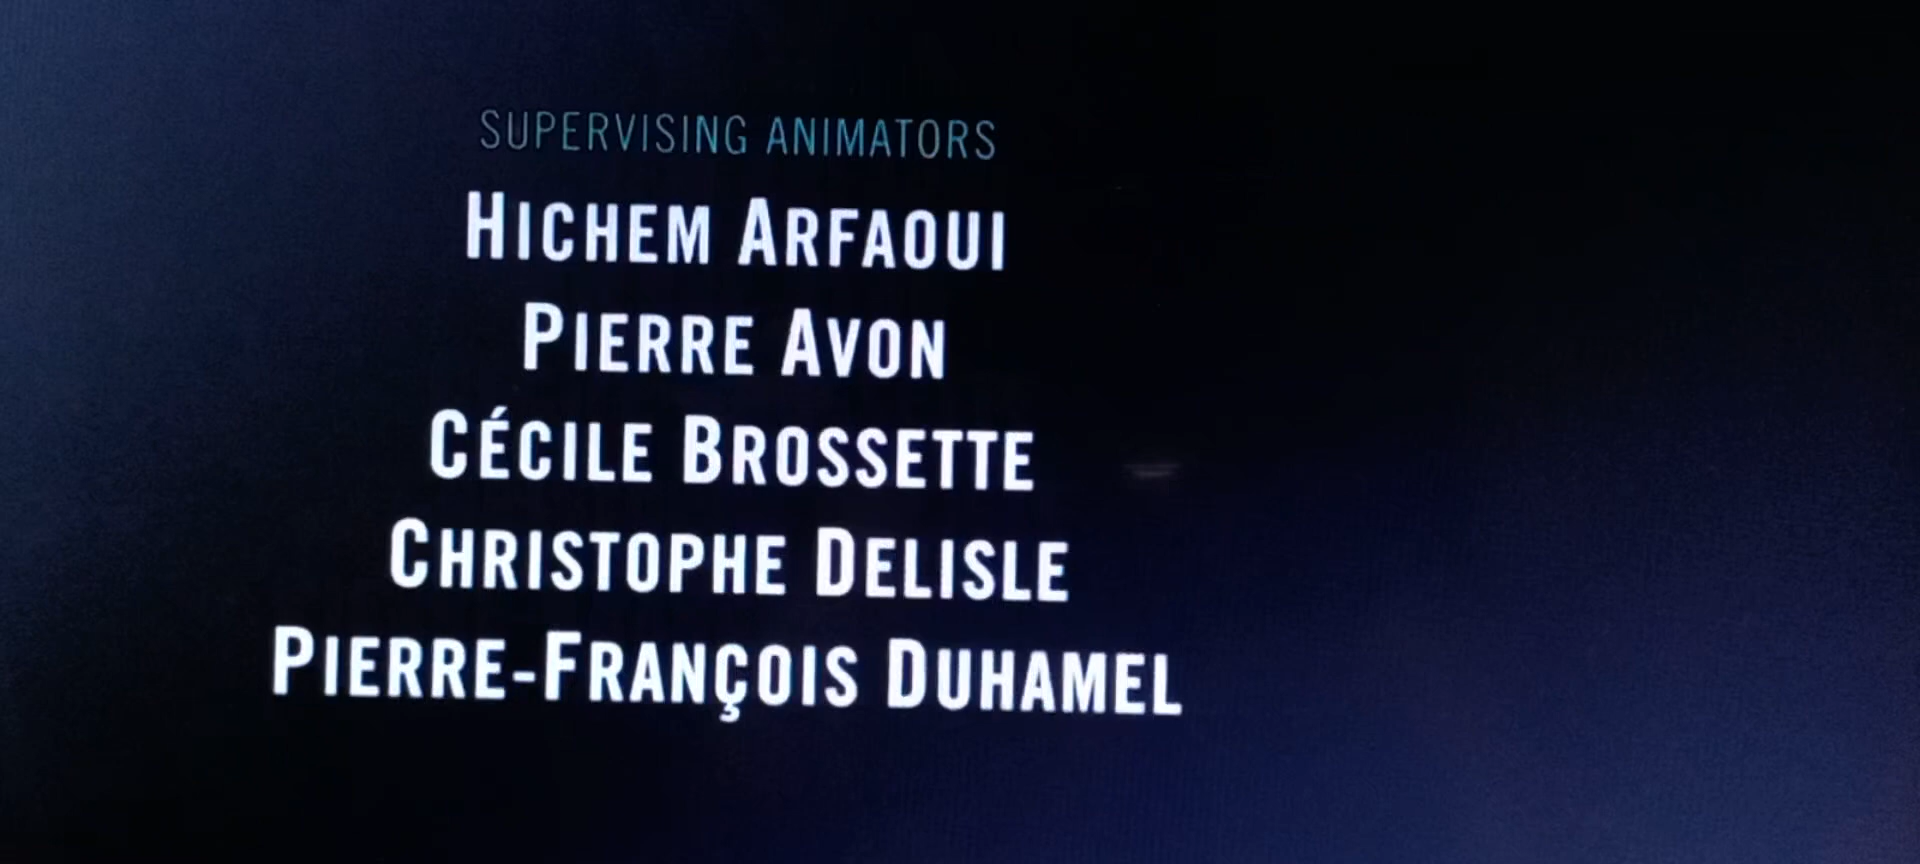 SUPERVISING ANIMATORS
HICHEM ARFAOUI
PIERRE AVON
CÉCILE BROSSETTE
CHRISTOPHE DELISLE
PIERRE-FRANÇOIS DUHAMEL